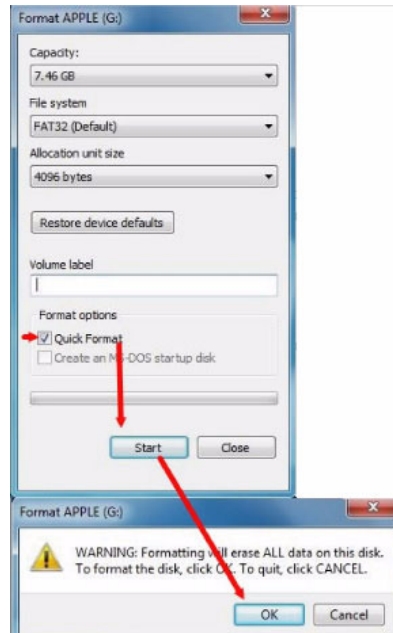 Format APPLE (G:)
Capacity:
7.46 GB
File system
FAT32 (Default)
Allocation unit size
4096 bytes
Restore device defaults
Volume label
Format options
Quick Format
Create an MS-DOS startup disk
Start
Close
Format APPLE (G:)
WARNING: Formatting will erase ALL data on this disk.
To format the disk, click OK. To quit, click CANCEL.
OK
Cancel